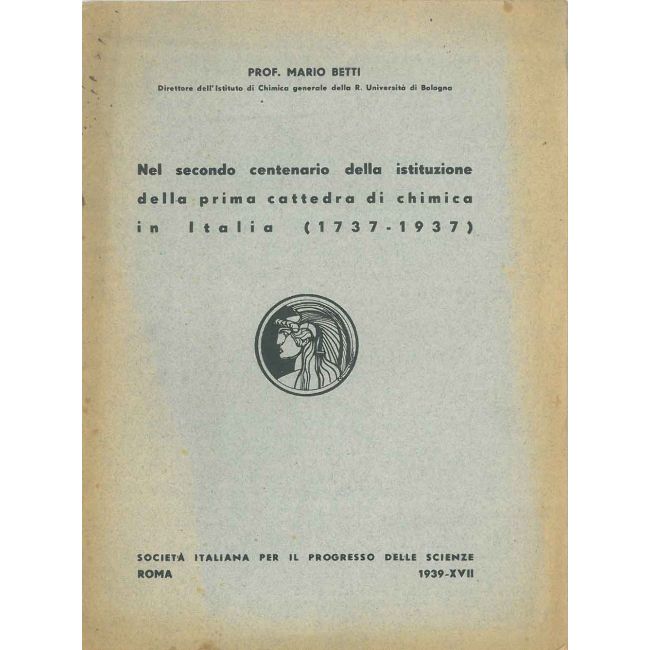 PROF. MARIO BETTI
Direttore dell'Istituto di Chimica generale della R. Università di Bologna
Nel secondo centenario della istituzione
della prima cattedra di chimica
in Italia (1737-1937)
SOCIETÀ ITALIANA PER IL PROGRESSO DELLE SCIENZE
ROMA 1939-XVII